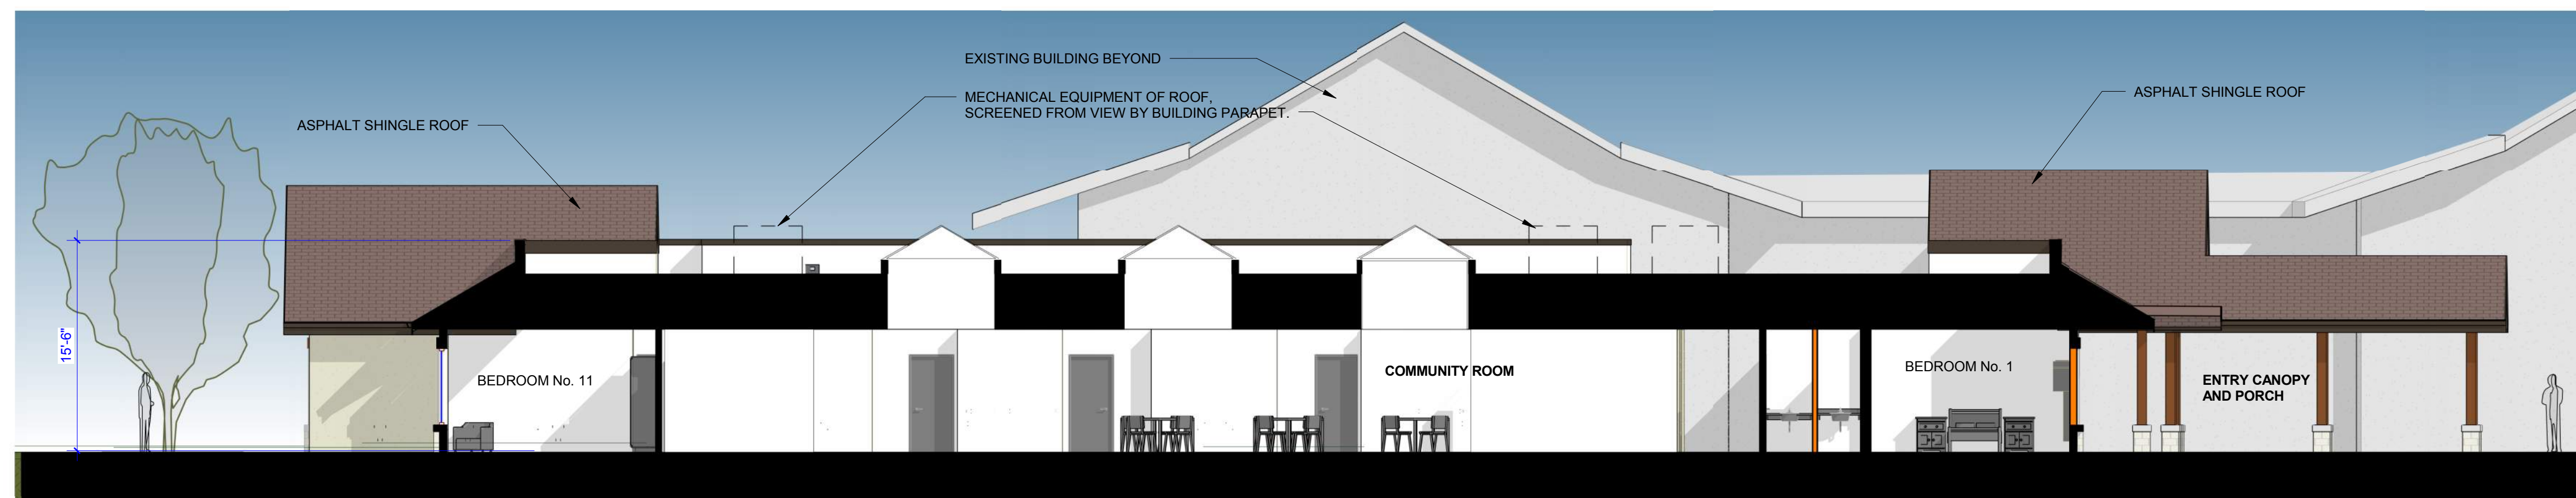 EXISTING BUILDING BEYOND
MECHANICAL EQUIPMENT OF ROOF,
SCREENED FROM VIEW BY BUILDING PARAPET.
ASPHALT SHINGLE ROOF
ASPHALT SHINGLE ROOF
15'-6"
BEDROOM No. 11
COMMUNITY ROOM
BEDROOM No. 1
ENTRY CANOPY
AND PORCH